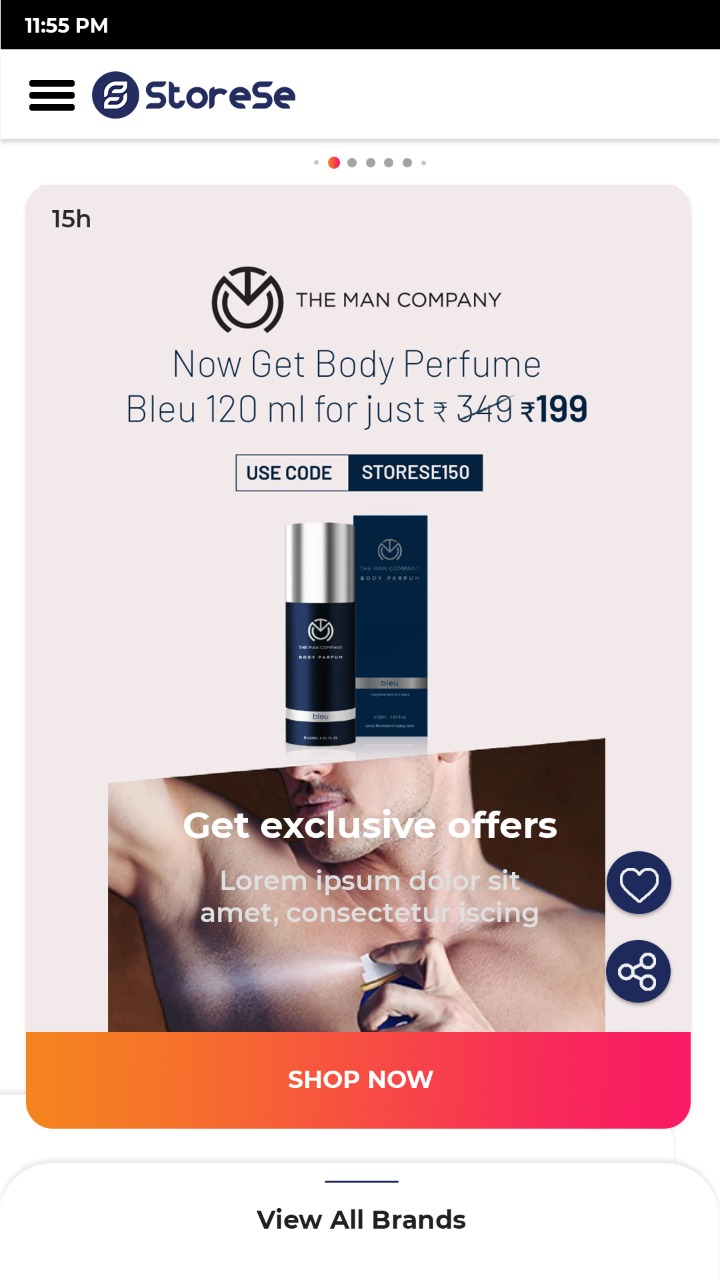 11:55 PM
StoreSe
15h
THE MAN COMPANY
Now Get Body Perfume
Bleu 120 ml for just ₹ 349 ₹199
USE CODE STORESE150
THE MAN COMPANY
BODY PARFUM
THE MAN COMPANY
BODY PARFUM
bleu
bleu
Get exclusive offers
Lorem ipsum dolor sit
amet, consectetur iscing
SHOP NOW
View All Brands